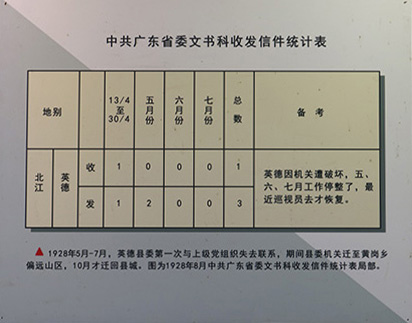 中共广东省委文书科收发信件统计表
地别 13/4至30/4 五月份 六月份 七月份 总数 备考
北江 英德 收 1 0 0 0 1
发 1 2 0 0 3
英德因机关遭破坏，五、
六、七月工作停整了，最
近巡视员去才恢复。
▲1928年5月-7月，英德县委第一次与上级党组织失去联系，期间县委机关迁至黄岗乡
偏远山区，10月才迁回县城。图为1928年8月中共广东省委文书科收发信件统计表局部。